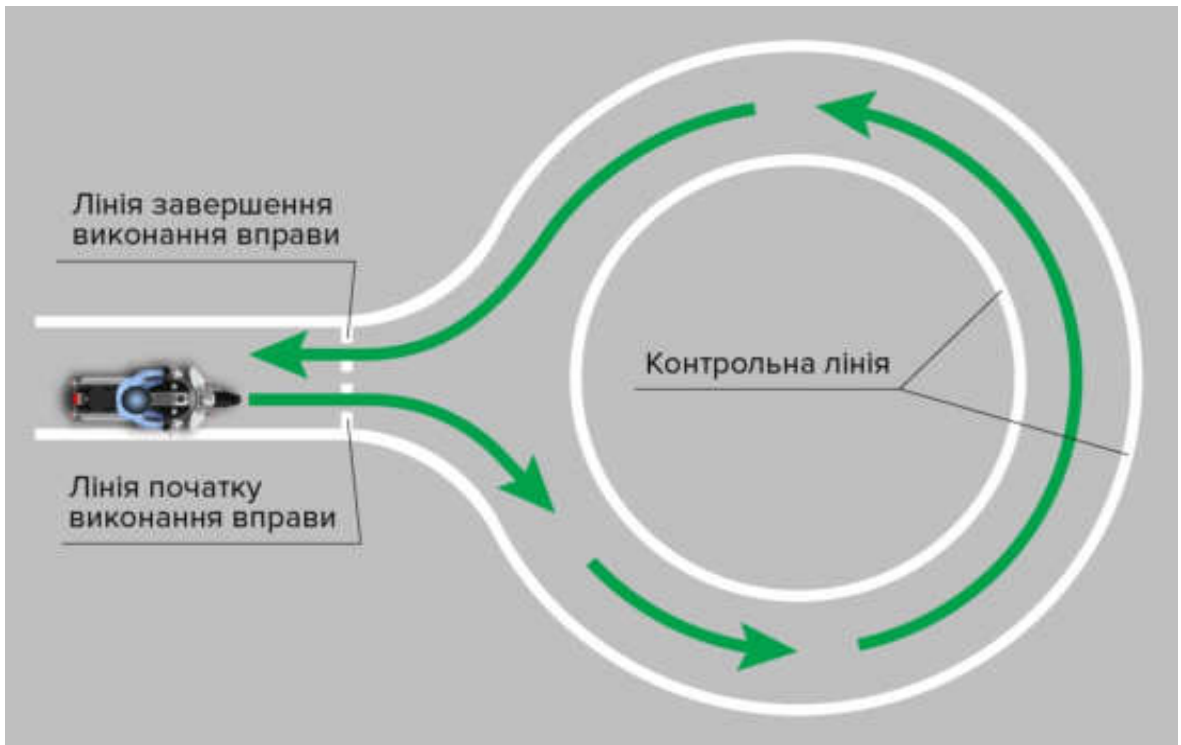 Лінія завершення
виконання вправи
Контрольна лінія
Лінія початку
виконання вправи